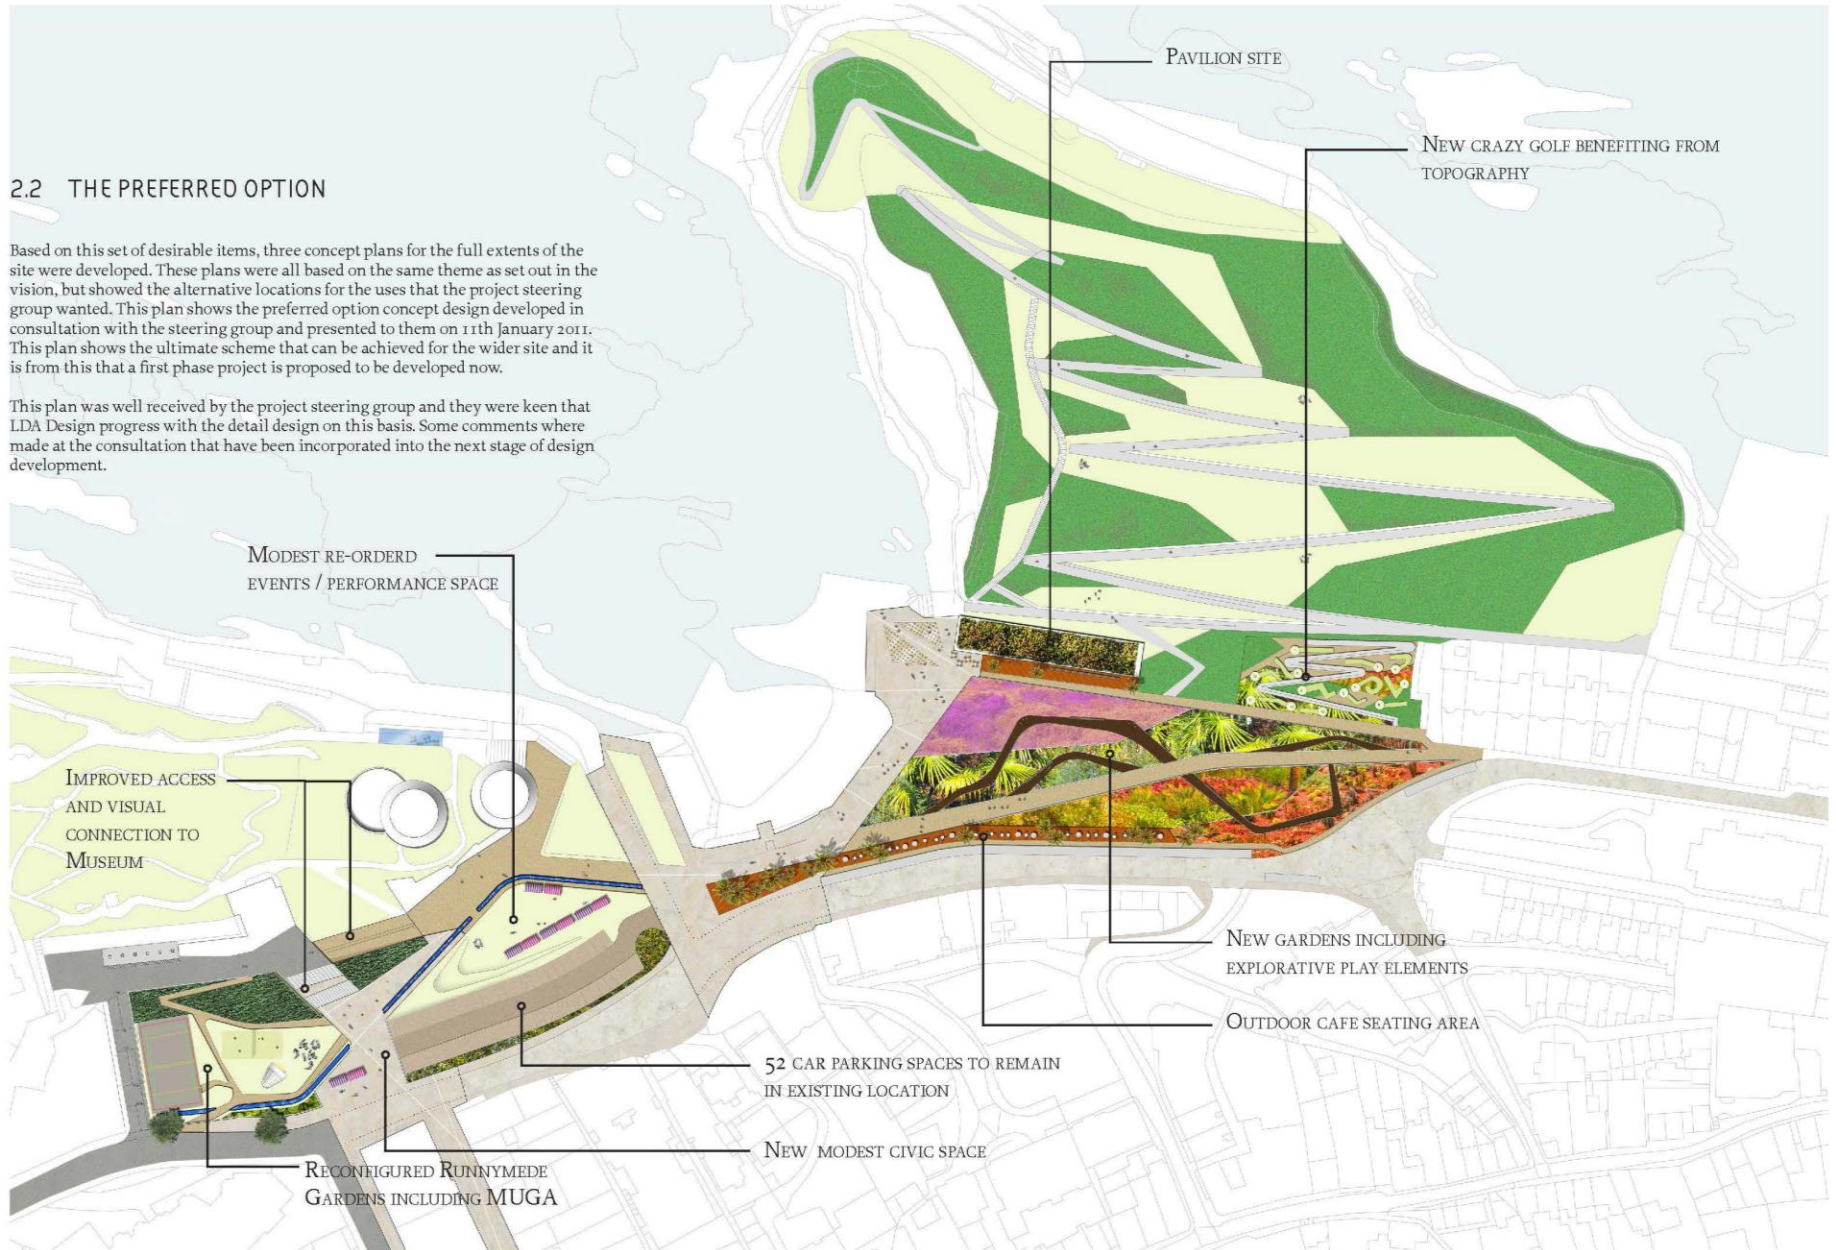 2.2 THE PREFERRED OPTION
Based on this set of desirable items, three concept plans for the full extents of the
site were developed. These plans were all based on the same theme as set out in the
vision, but showed the alternative locations for the uses that the project steering
group wanted. This plan shows the preferred option concept design developed in
consultation with the steering group and presented to them on 11th January 2011.
This plan shows the ultimate scheme that can be achieved for the wider site and it
is from this that a first phase project is proposed to be developed now.
This plan was well received by the project steering group and they were keen that
LDA Design progress with the detail design on this basis. Some comments where
made at the consultation that have been incorporated into the next stage of design
development.
PAVILION SITE
NEW CRAZY GOLF BENEFITING FROM
TOPOGRAPHY
MODEST RE-ORDERD
EVENTS / PERFORMANCE SPACE
IMPROVED ACCESS
AND VISUAL
CONNECTION TO
MUSEUM
NEW GARDENS INCLUDING
EXPLORATIVE PLAY ELEMENTS
OUTDOOR CAFE SEATING AREA
52 CAR PARKING SPACES TO REMAIN
IN EXISTING LOCATION
NEW MODEST CIVIC SPACE
RECONFIGURED RUNNYMEDE
GARDENS INCLUDING MUGA